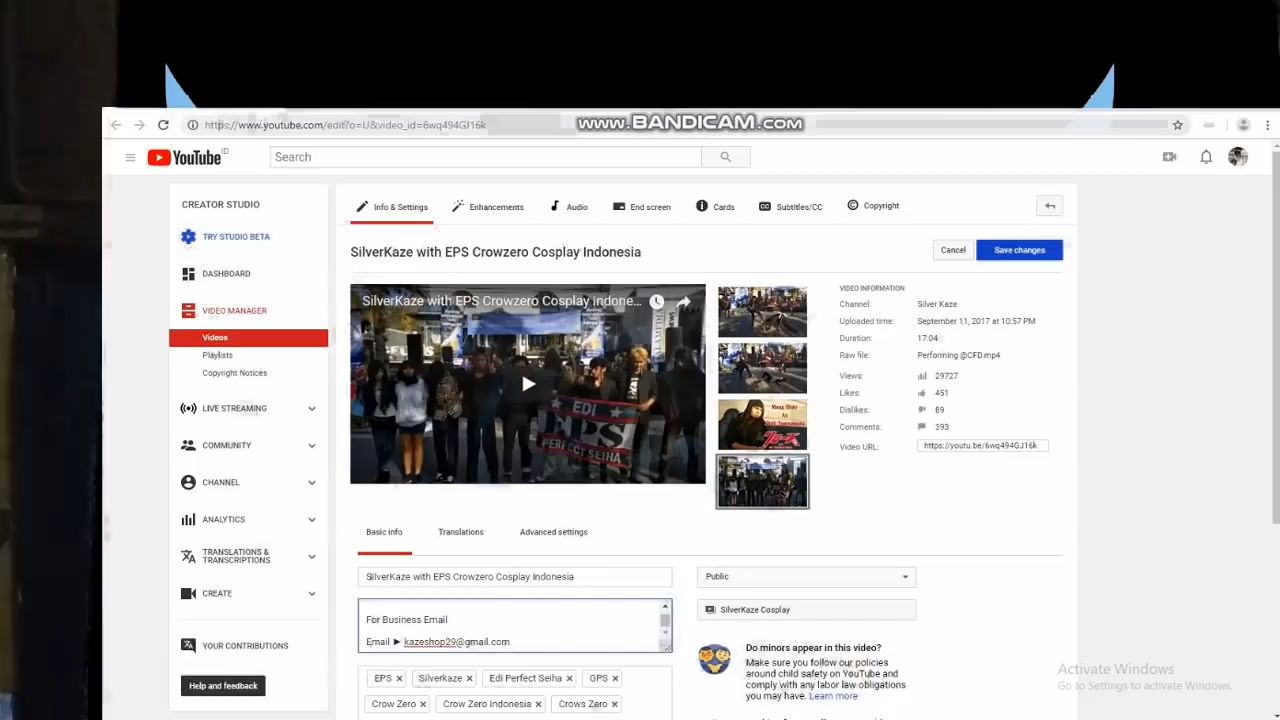 https://www.youtube.com/edit?o=U&video_id=6wq494GJ16k
www.BANDICAM.com
YouTube ID
Search
CREATOR STUDIO
TRY STUDIO BETA
DASHBOARD
VIDEO MANAGER
Videos
Playlists
Copyright Notices
LIVE STREAMING
COMMUNITY
CHANNEL
ANALYTICS
TRANSLATIONS &
TRANSCRIPTIONS
CREATE
YOUR CONTRIBUTIONS
Help and feedback
Info & Settings
Enhancements
Audio
End screen
Cards
CC Subtitles/CC
Copyright
SilverKaze with EPS Crowzero Cosplay Indonesia
Cancel
Save changes
SilverKaze with EPS Crowzero Cosplay indone...
EDI
EPS
PERFECT SEIHA
VIDEO INFORMATION
Channel: Silver Kaze
Uploaded time: September 11, 2017 at 10:57 PM
Duration: 17:04
Raw file: Performing @CFD.mp4
Views: 29727
Likes: 451
Dislikes: 89
Comments: 393
Video URL: https://youtu.be/6wq494GJ16k
Basic info
Translations
Advanced settings
SilverKaze with EPS Crowzero Cosplay Indonesia
For Business Email
Email ► kazeshop29@gmail.com
EPS ×
Silverkaze ×
Edi Perfect Seiha ×
GPS ×
Crow Zero ×
Crow Zero Indonesia ×
Crows Zero ×
Public
SilverKaze Cosplay
Do minors appear in this video?
Make sure you follow our policies
around child safety on YouTube and
comply with any labor law obligations
you may have. Learn more
Activate Windows
Go to Settings to activate Windows.